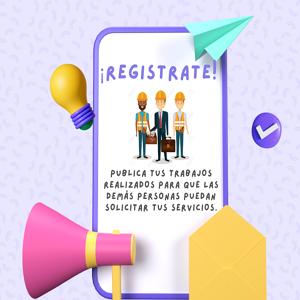 ¡REGISTRATE!
PUBLICA TUS TRABAJOS
REALIZADOS PARA QUE LAS
DEMÁS PERSONAS PUEDAN
SOLICITAR TUS SERVICIOS.